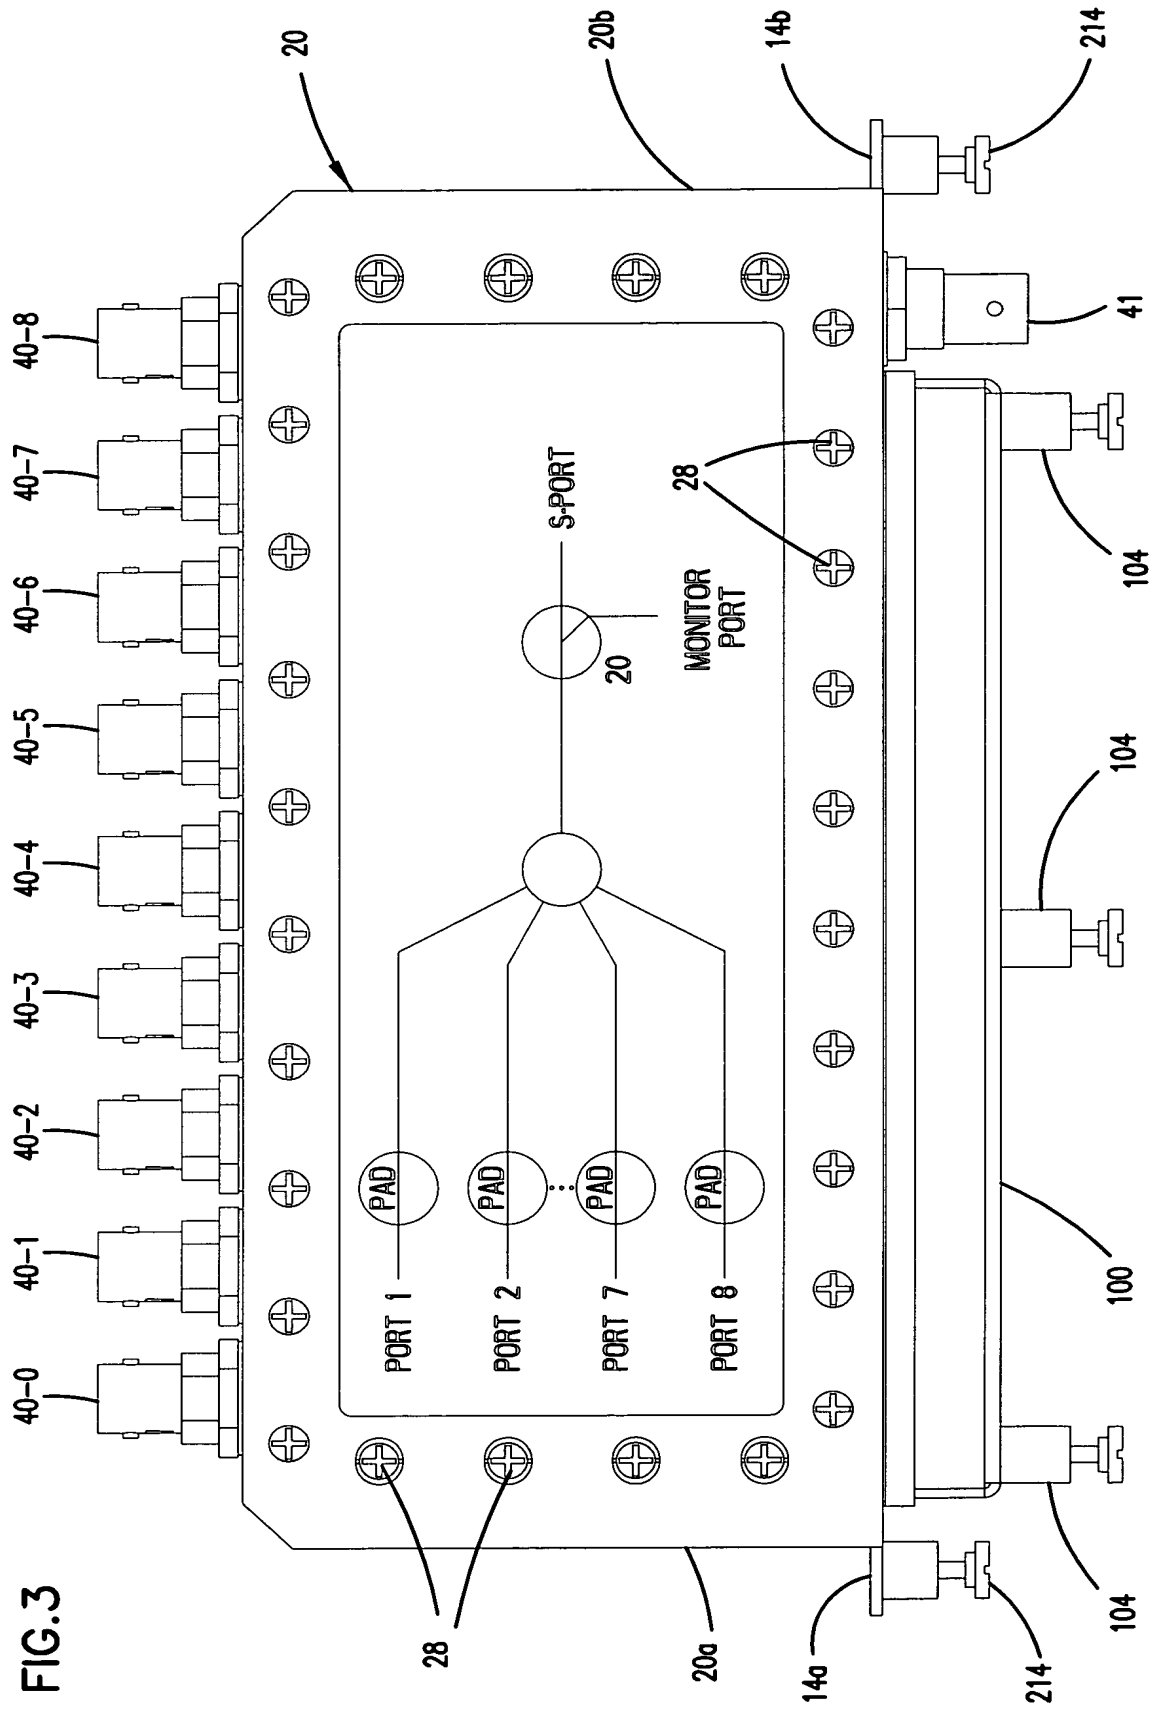 FIG.3
40-0
40-1
40-2
40-3
40-4
40-5
40-6
40-7
40-8
20
20b
14b
214
41
28
28
20a
14a
214
104
100
104
104
PORT 1
PAD
PORT 2
PAD
PORT 7
PAD
PORT 8
PAD
20
S-PORT
MONITOR
PORT